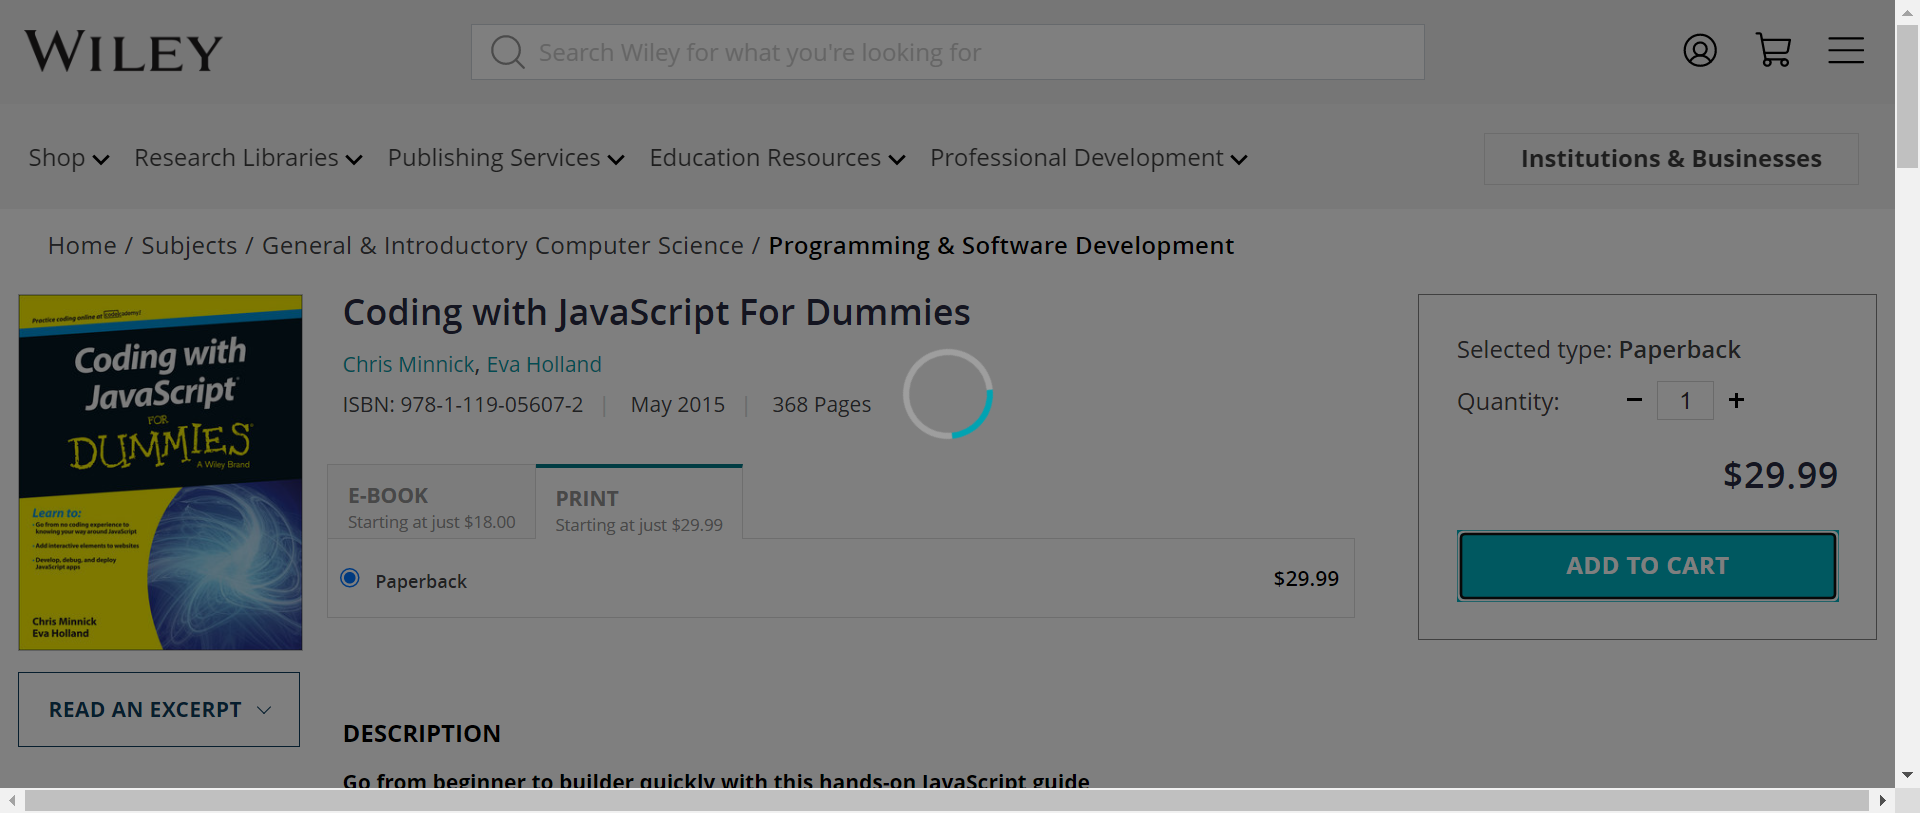 WILEY
Search Wiley for what you're looking for
Shop
Research Libraries
Publishing Services
Education Resources
Professional Development
Institutions & Businesses
Home / Subjects / General & Introductory Computer Science / Programming & Software Development
Practice coding online at codecademy!
Coding with
JavaScript
FOR
DUMMIES
A Wiley Brand
Learn to:
· Go from no coding experience to
knowing your way around JavaScript
· Add interactive elements to websites
· Develop, debug, and deploy
JavaScript apps
Chris Minnick
Eva Holland
READ AN EXCERPT
Coding with JavaScript For Dummies
Chris Minnick, Eva Holland
ISBN: 978-1-119-05607-2 | May 2015 | 368 Pages
E-BOOK
Starting at just $18.00
PRINT
Starting at just $29.99
Paperback
$29.99
DESCRIPTION
Go from beginner to builder quickly with this hands-on JavaScript guide
Selected type: Paperback
Quantity: − 1 +
$29.99
ADD TO CART